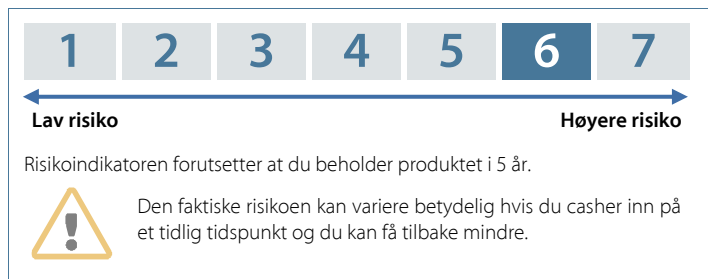 1 2 3 4 5 6 7
Lav risiko Høyere risiko
Risikoindikatoren forutsetter at du beholder produktet i 5 år.
Den faktiske risikoen kan variere betydelig hvis du casher inn på
et tidlig tidspunkt og du kan få tilbake mindre.